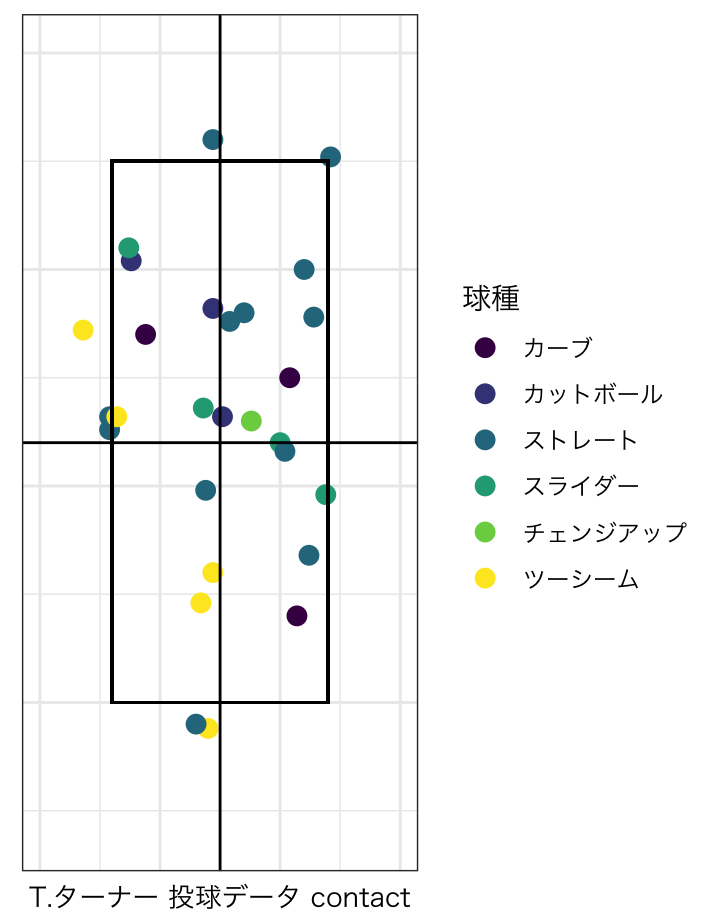 球種
カーブ
カットボール
ストレート
スライダー
チェンジアップ
ツーシーム
T.ターナー 投球データ contact